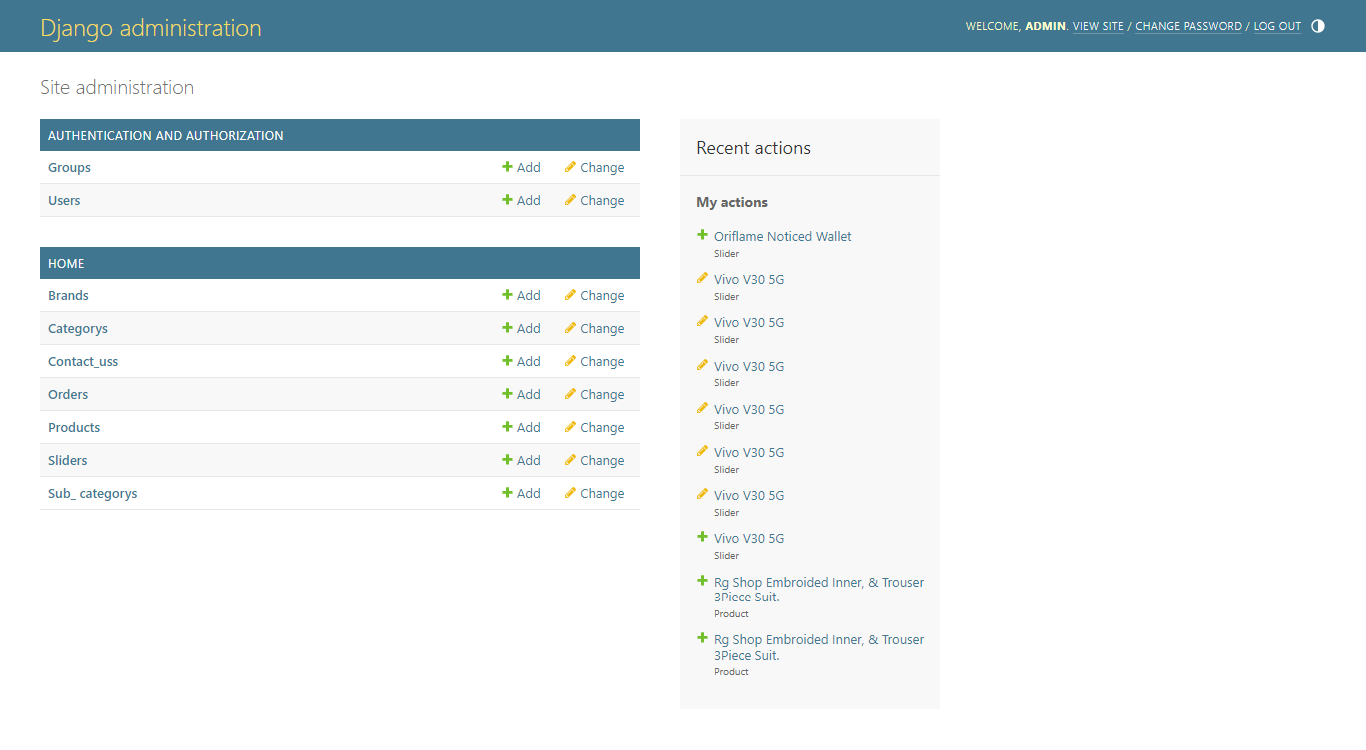 Django administration
WELCOME, ADMIN. VIEW SITE / CHANGE PASSWORD / LOG OUT
Site administration
AUTHENTICATION AND AUTHORIZATION
Groups Add Change
Users Add Change
HOME
Brands Add Change
Categorys Add Change
Contact_uss Add Change
Orders Add Change
Products Add Change
Sliders Add Change
Sub_ categorys Add Change
Recent actions
My actions
Oriflame Noticed Wallet
Slider
Vivo V30 5G
Slider
Vivo V30 5G
Slider
Vivo V30 5G
Slider
Vivo V30 5G
Slider
Vivo V30 5G
Slider
Vivo V30 5G
Slider
Vivo V30 5G
Slider
Rg Shop Embroided Inner, & Trouser
3Piece Suit.
Product
Rg Shop Embroided Inner, & Trouser
3Piece Suit.
Product